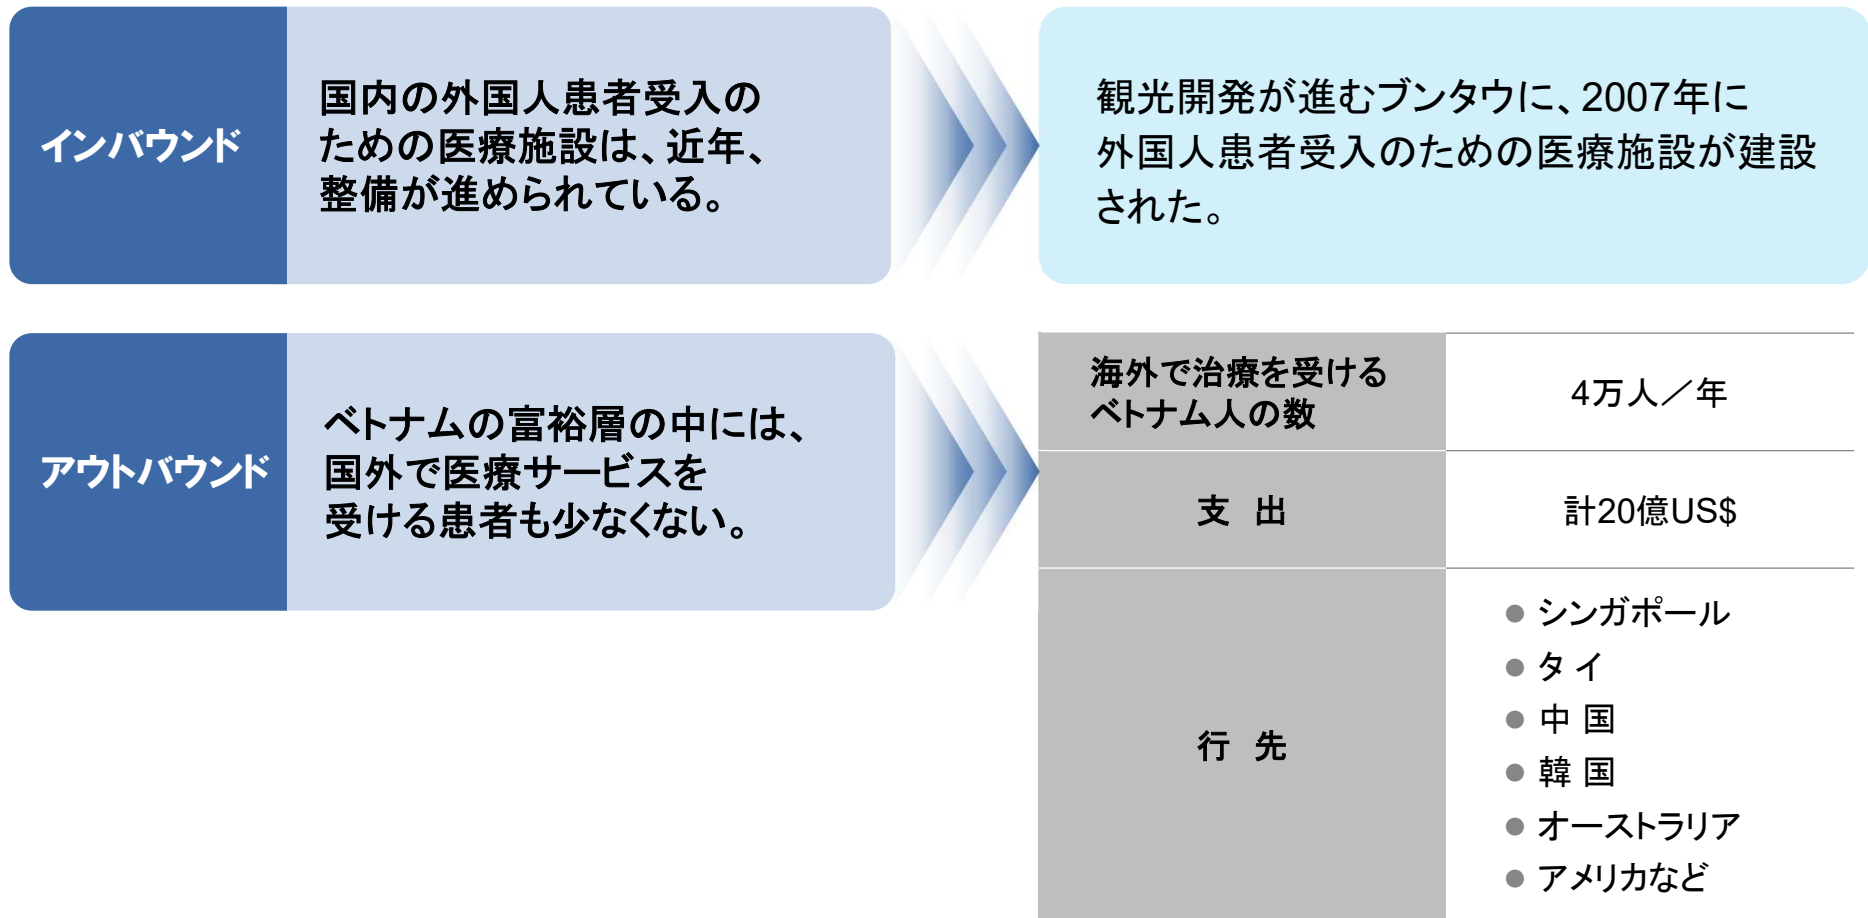 インバウンド
国内の外国人患者受入の
ための医療施設は、近年、
整備が進められている。
観光開発が進むブンタウに、2007年に
外国人患者受入のための医療施設が建設
された。
アウトバウンド
ベトナムの富裕層の中には、
国外で医療サービスを
受ける患者も少なくない。
海外で治療を受ける
ベトナム人の数
4万人／年
支 出
計20億US$
行 先
● シンガポール
● タ イ
● 中 国
● 韓 国
● オーストラリア
● アメリカなど